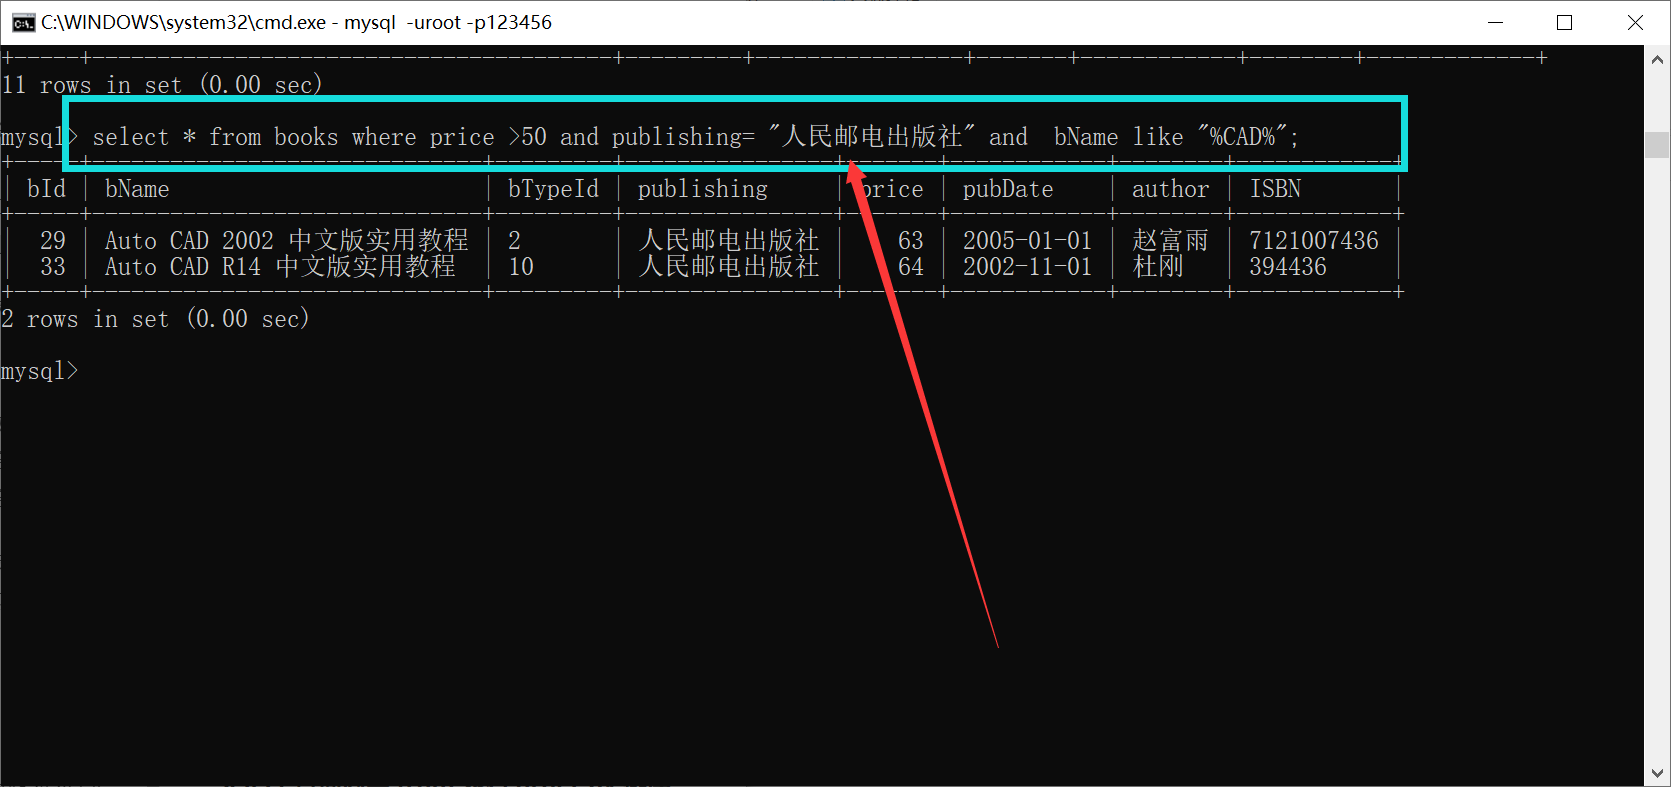 C:\WINDOWS\system32\cmd.exe - mysql  -uroot -p123456
+-----+----------------------------------------+---------+----------------+-------+------------+--------+-------------+
11 rows in set (0.00 sec)
mysql> select * from books where price >50 and publishing= "人民邮电出版社" and  bName like "%CAD%";
+-----+------------------------------+---------+----------------+-------+------------+--------+------------+
| bId | bName                        | bTypeId | publishing     | price | pubDate    | author | ISBN       |
+-----+------------------------------+---------+----------------+-------+------------+--------+------------+
|  29 | Auto CAD 2002 中文版实用教程 | 2       | 人民邮电出版社 |    63 | 2005-01-01 | 赵富雨 | 7121007436 |
|  33 | Auto CAD R14 中文版实用教程  | 10      | 人民邮电出版社 |    64 | 2002-11-01 | 杜刚   | 394436     |
+-----+------------------------------+---------+----------------+-------+------------+--------+------------+
2 rows in set (0.00 sec)
mysql>